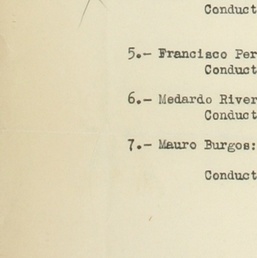 Conduct
5.- Francisco Per
Conduct
6.- Medardo River
Conduct
7.- Mauro Burgos:
Conduct